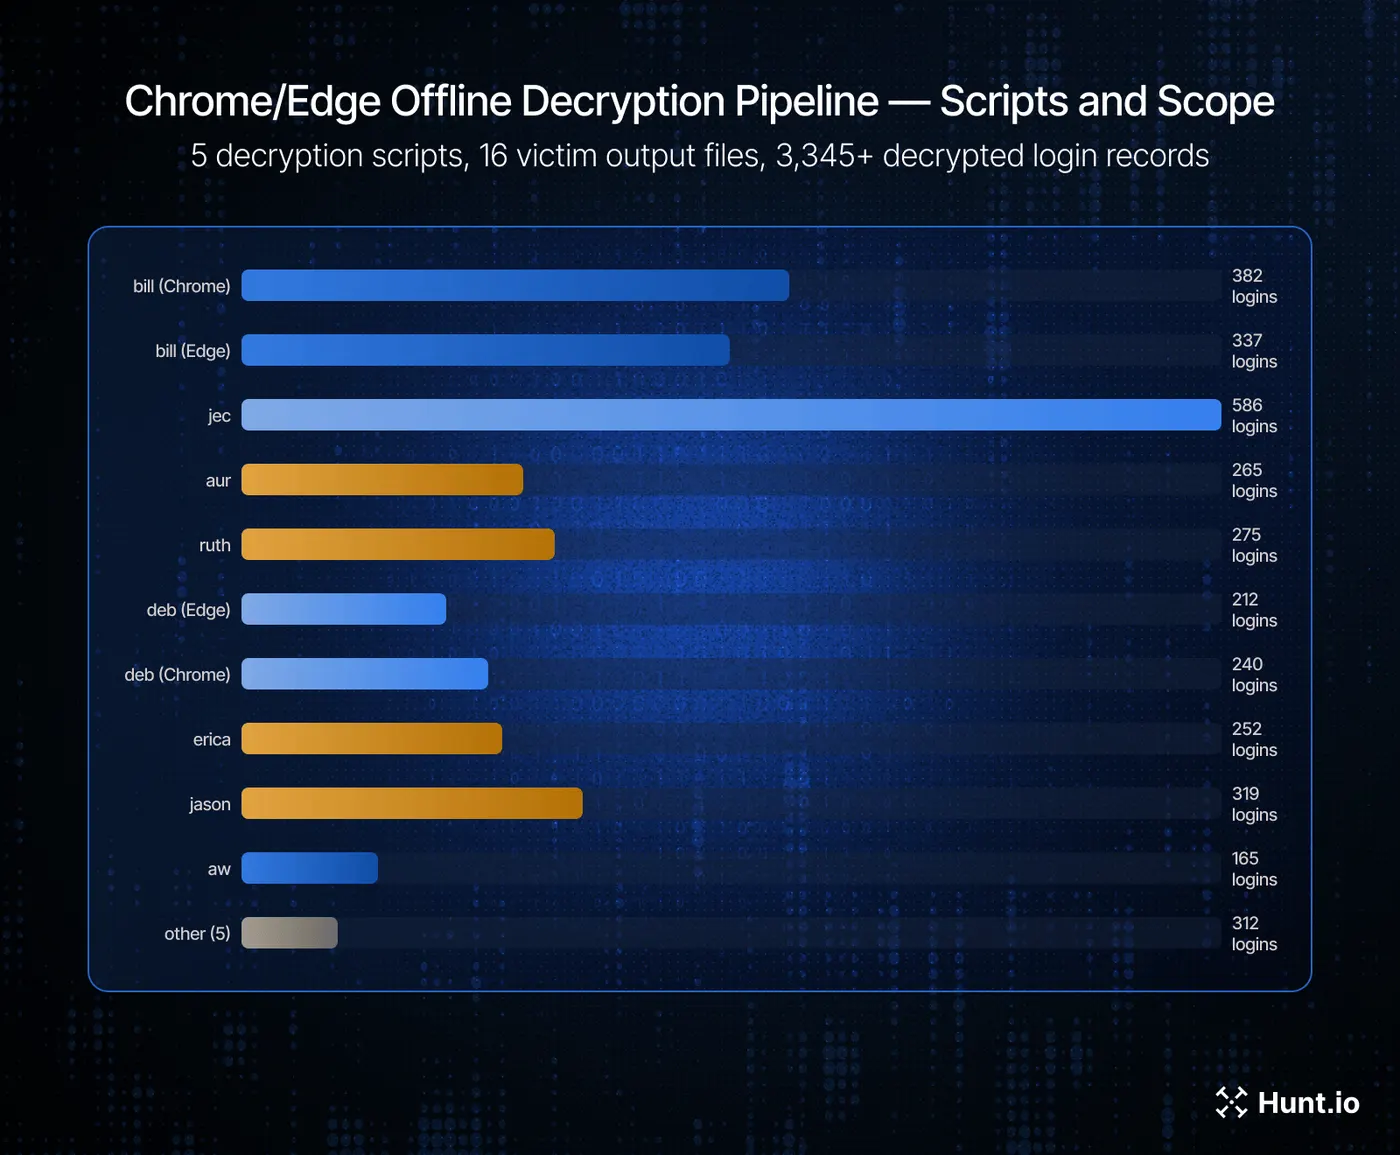 Chrome/Edge Offline Decryption Pipeline — Scripts and Scope
5 decryption scripts, 16 victim output files, 3,345+ decrypted login records
bill (Chrome)
382
logins
bill (Edge)
337
logins
jec
586
logins
aur
265
logins
ruth
275
logins
deb (Edge)
212
logins
deb (Chrome)
240
logins
erica
252
logins
jason
319
logins
aw
165
logins
other (5)
312
logins
Hunt.io